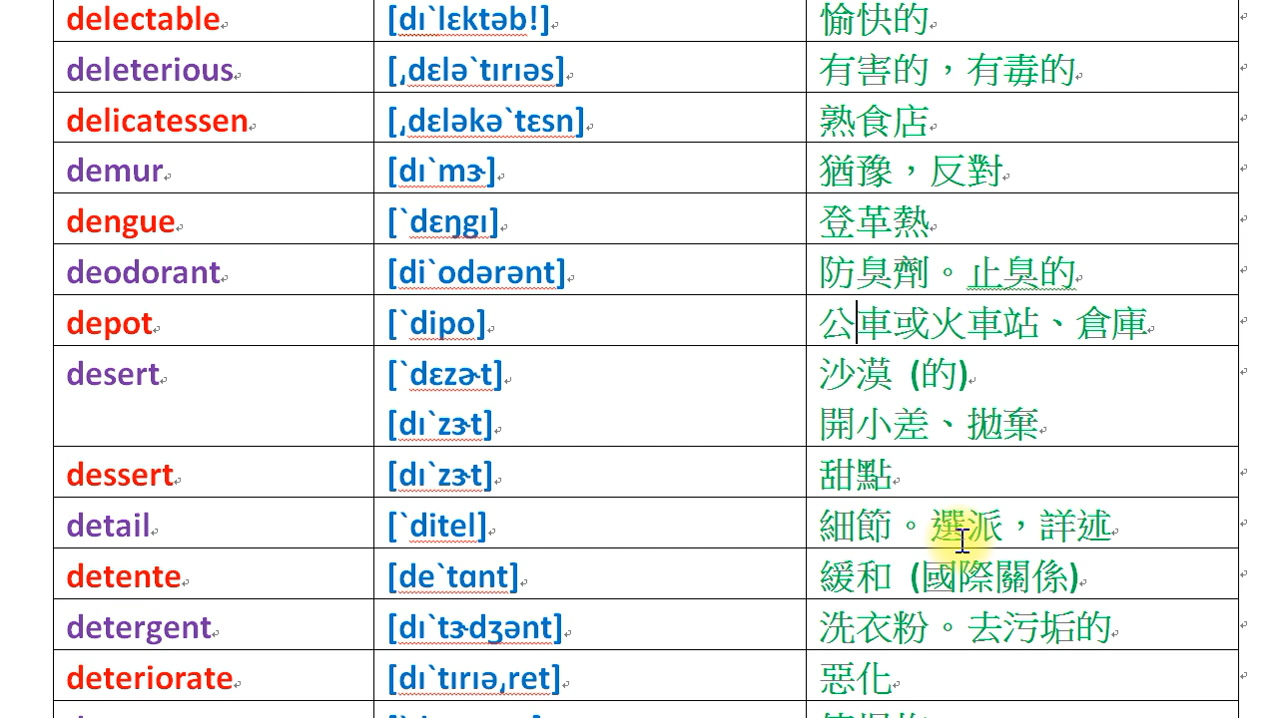 delectable [dɪˋlɛktəb!] 愉快的
deleterious [ˌdɛləˋtɪrɪəs] 有害的，有毒的
delicatessen [ˌdɛləkəˋtɛsn] 熟食店
demur [dɪˋmɝ] 猶豫，反對
dengue [ˋdɛŋgɪ] 登革熱
deodorant [diˋodərənt] 防臭劑。止臭的
depot [ˋdipo] 公車或火車站、倉庫
desert [ˋdɛzɚt] 沙漠 (的)
[dɪˋzɝt] 開小差、拋棄
dessert [dɪˋzɝt] 甜點
detail [ˋditel] 細節。選派，詳述
detente [deˋtɑnt] 緩和 (國際關係)
detergent [dɪˋtɝdʒənt] 洗衣粉。去污垢的
deteriorate [dɪˋtɪrɪəˌret] 惡化